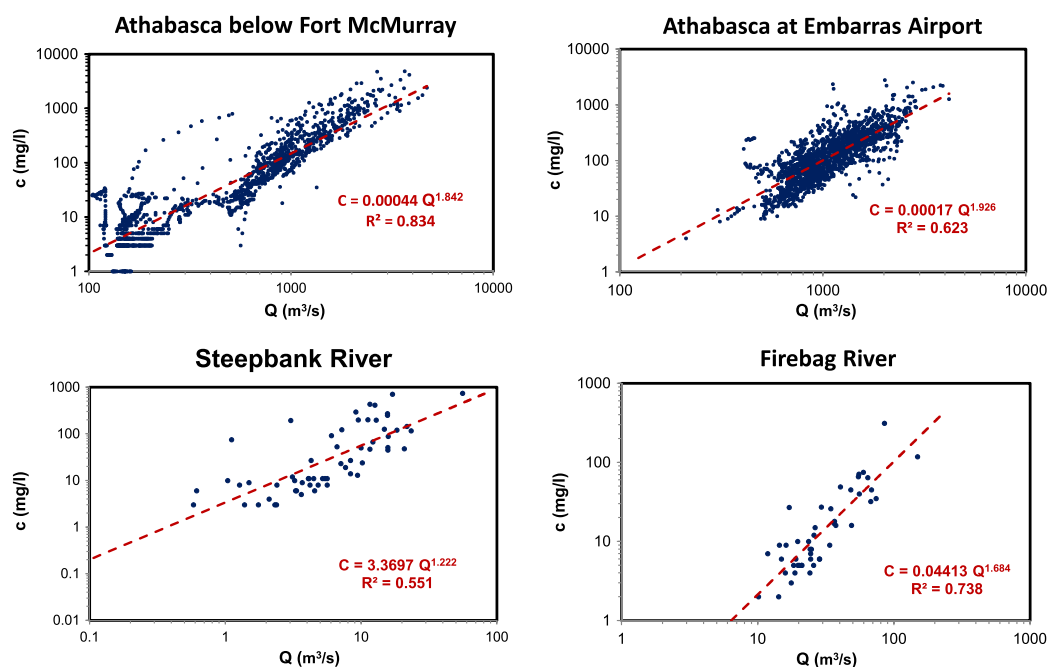 Athabasca below Fort McMurray
10000
1000
100
10
1
c (mg/l)
C = 0.00044 Q^1.842
R² = 0.834
100
1000
10000
Q (m³/s)
Athabasca at Embarras Airport
10000
1000
100
10
1
c (mg/l)
C = 0.00017 Q^1.926
R² = 0.623
100
1000
10000
Q (m³/s)
Steepbank River
1000
100
10
1
0.1
0.01
c (mg/l)
C = 3.3697 Q^1.222
R² = 0.551
0.1
1
10
100
Q (m³/s)
Firebag River
1000
100
10
1
c (mg/l)
C = 0.04413 Q^1.684
R² = 0.738
1
10
100
1000
Q (m³/s)